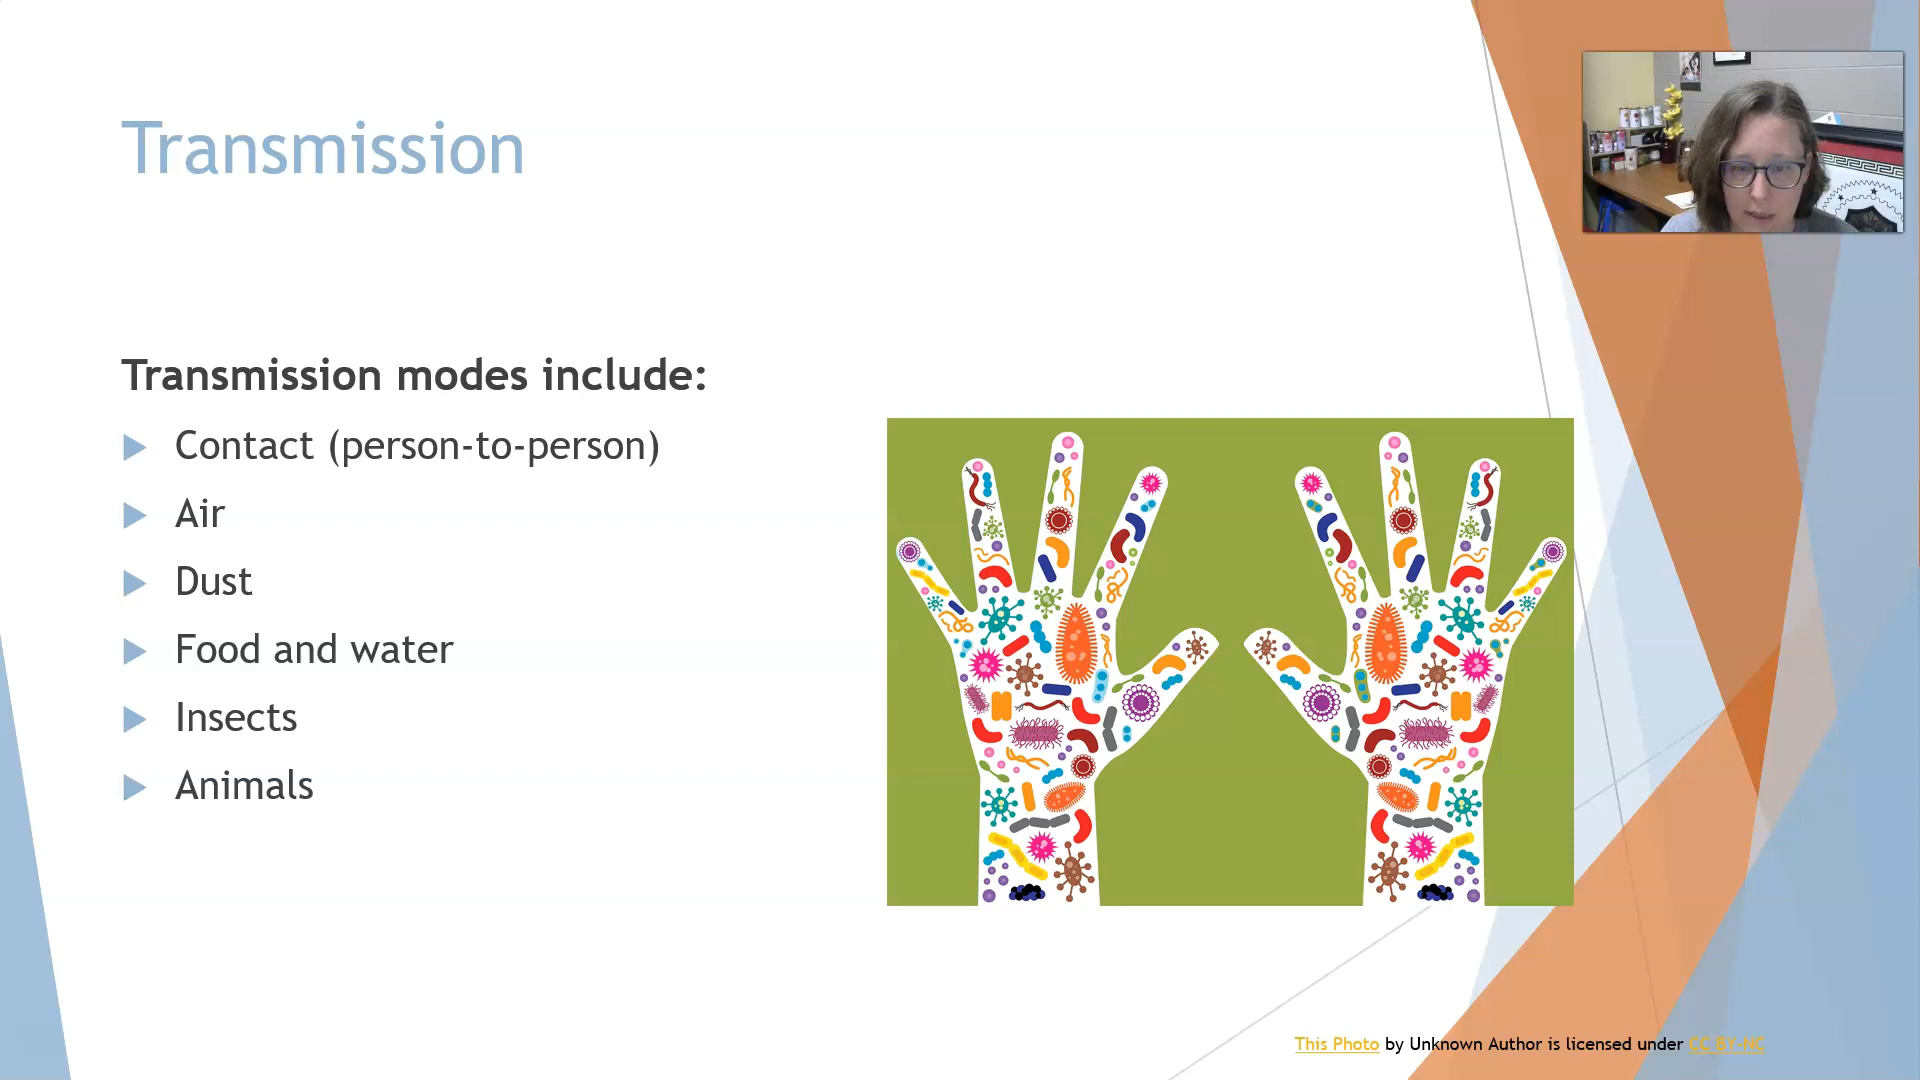 Transmission
Transmission modes include:
Contact (person-to-person)
Air
Dust
Food and water
Insects
Animals
This Photo by Unknown Author is licensed under CC BY-NC